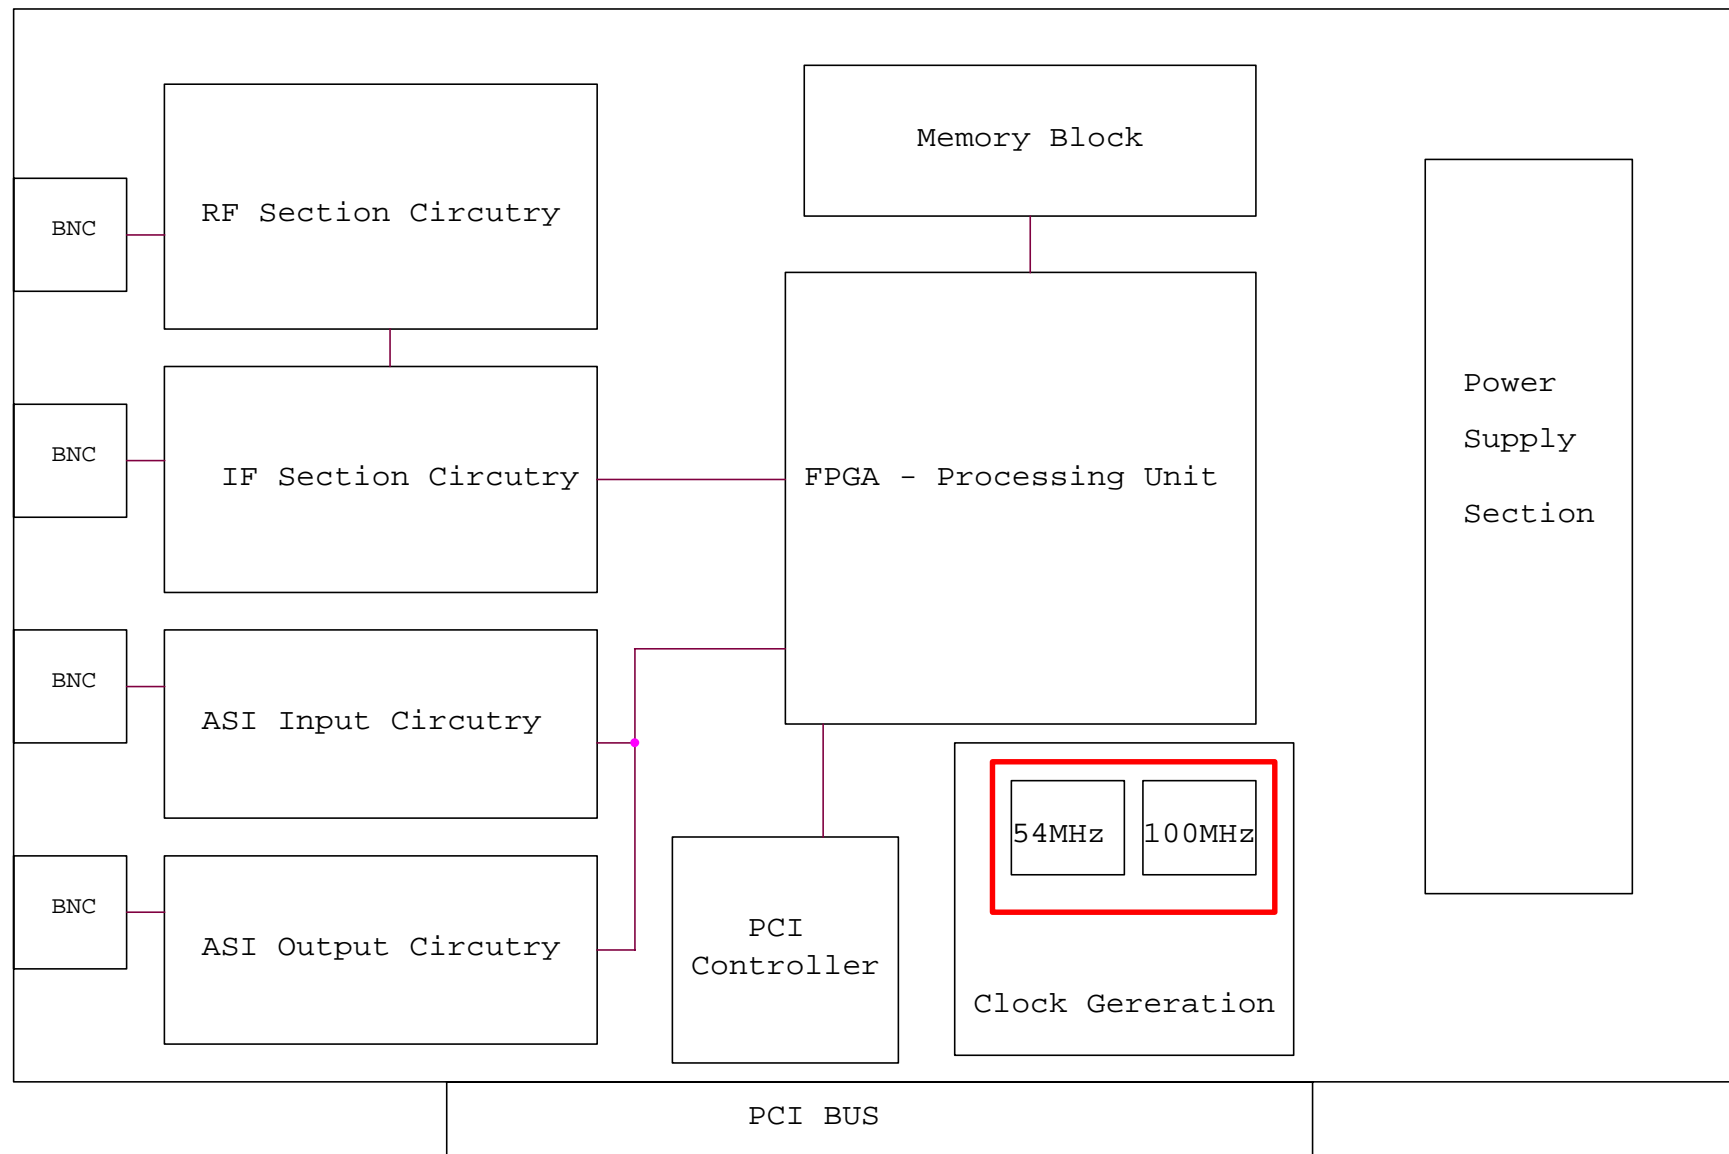 Memory Block
RF Section Circutry
BNC
Power
Supply
Section
BNC
IF Section Circutry
FPGA - Processing Unit
BNC
ASI Input Circutry
54MHz
100MHz
BNC
ASI Output Circutry
PCI
Controller
Clock Gereration
PCI BUS